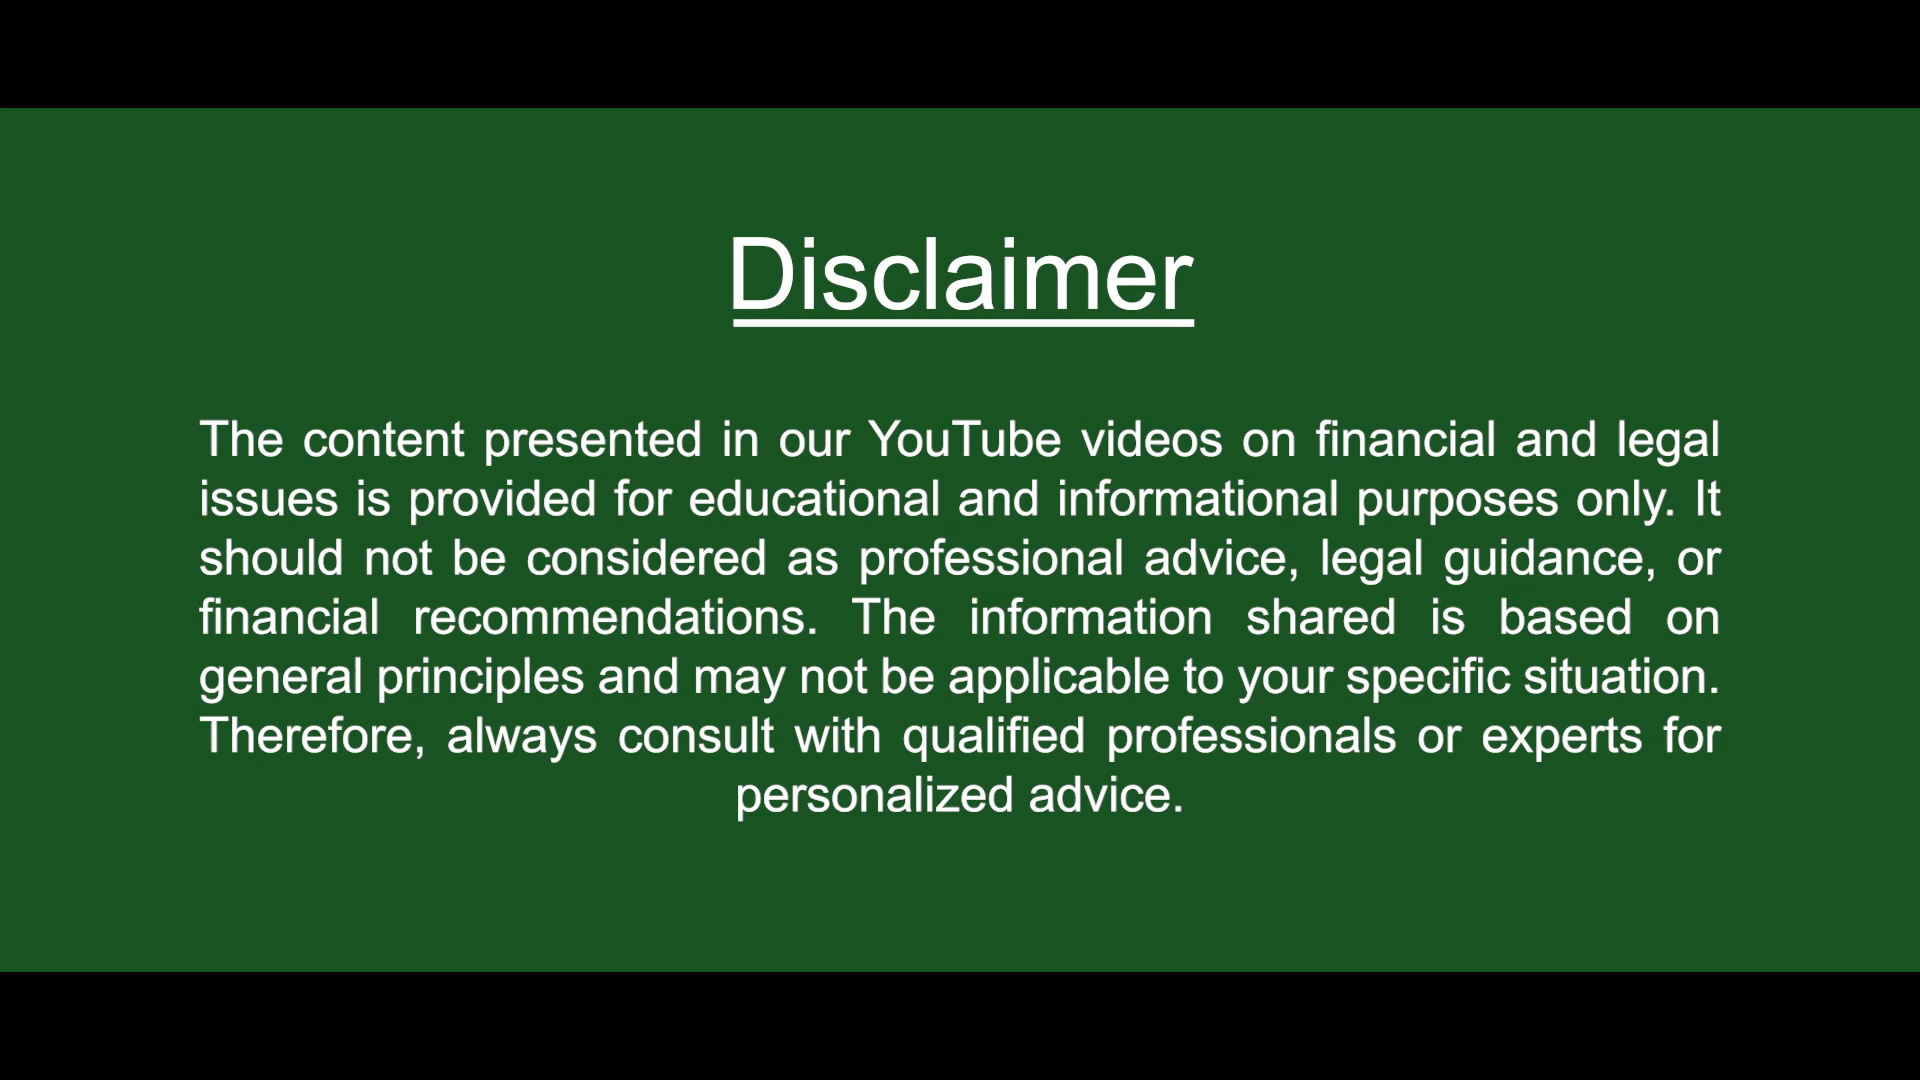 Disclaimer
The content presented in our YouTube videos on financial and legal
issues is provided for educational and informational purposes only. It
should not be considered as professional advice, legal guidance, or
financial recommendations. The information shared is based on
general principles and may not be applicable to your specific situation.
Therefore, always consult with qualified professionals or experts for
personalized advice.